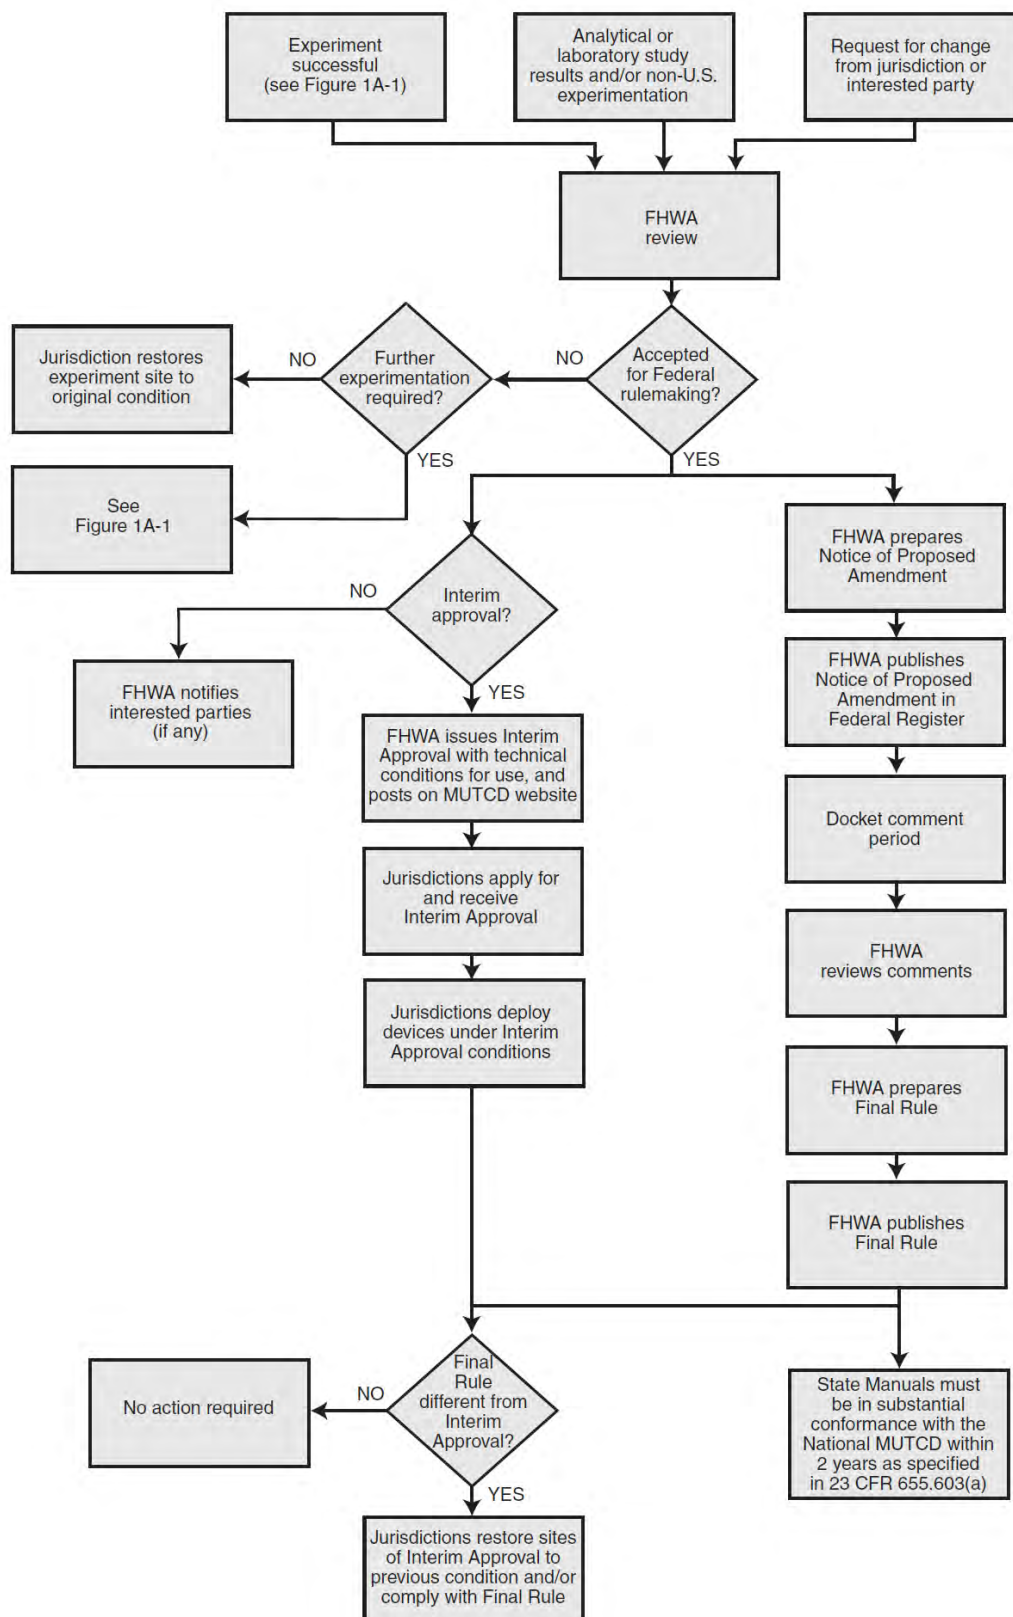 Experiment
successful
(see Figure 1A-1)
Analytical or
laboratory study
results and/or non-U.S.
experimentation
Request for change
from jurisdiction or
interested party
FHWA
review
Jurisdiction restores
experiment site to
original condition
NO
Further
experimentation
required?
NO
Accepted
for Federal
rulemaking?
YES
YES
See
Figure 1A-1
FHWA prepares
Notice of Proposed
Amendment
NO
Interim
approval?
FHWA notifies
interested parties
(if any)
YES
FHWA publishes
Notice of Proposed
Amendment in
Federal Register
FHWA issues Interim
Approval with technical
conditions for use, and
posts on MUTCD website
Docket comment
period
Jurisdictions apply for
and receive
Interim Approval
FHWA
reviews comments
Jurisdictions deploy
devices under Interim
Approval conditions
FHWA prepares
Final Rule
FHWA publishes
Final Rule
No action required
NO
Final
Rule
different from
Interim
Approval?
State Manuals must
be in substantial
conformance with the
National MUTCD within
2 years as specified
in 23 CFR 655.603(a)
YES
Jurisdictions restore sites
of Interim Approval to
previous condition and/or
comply with Final Rule